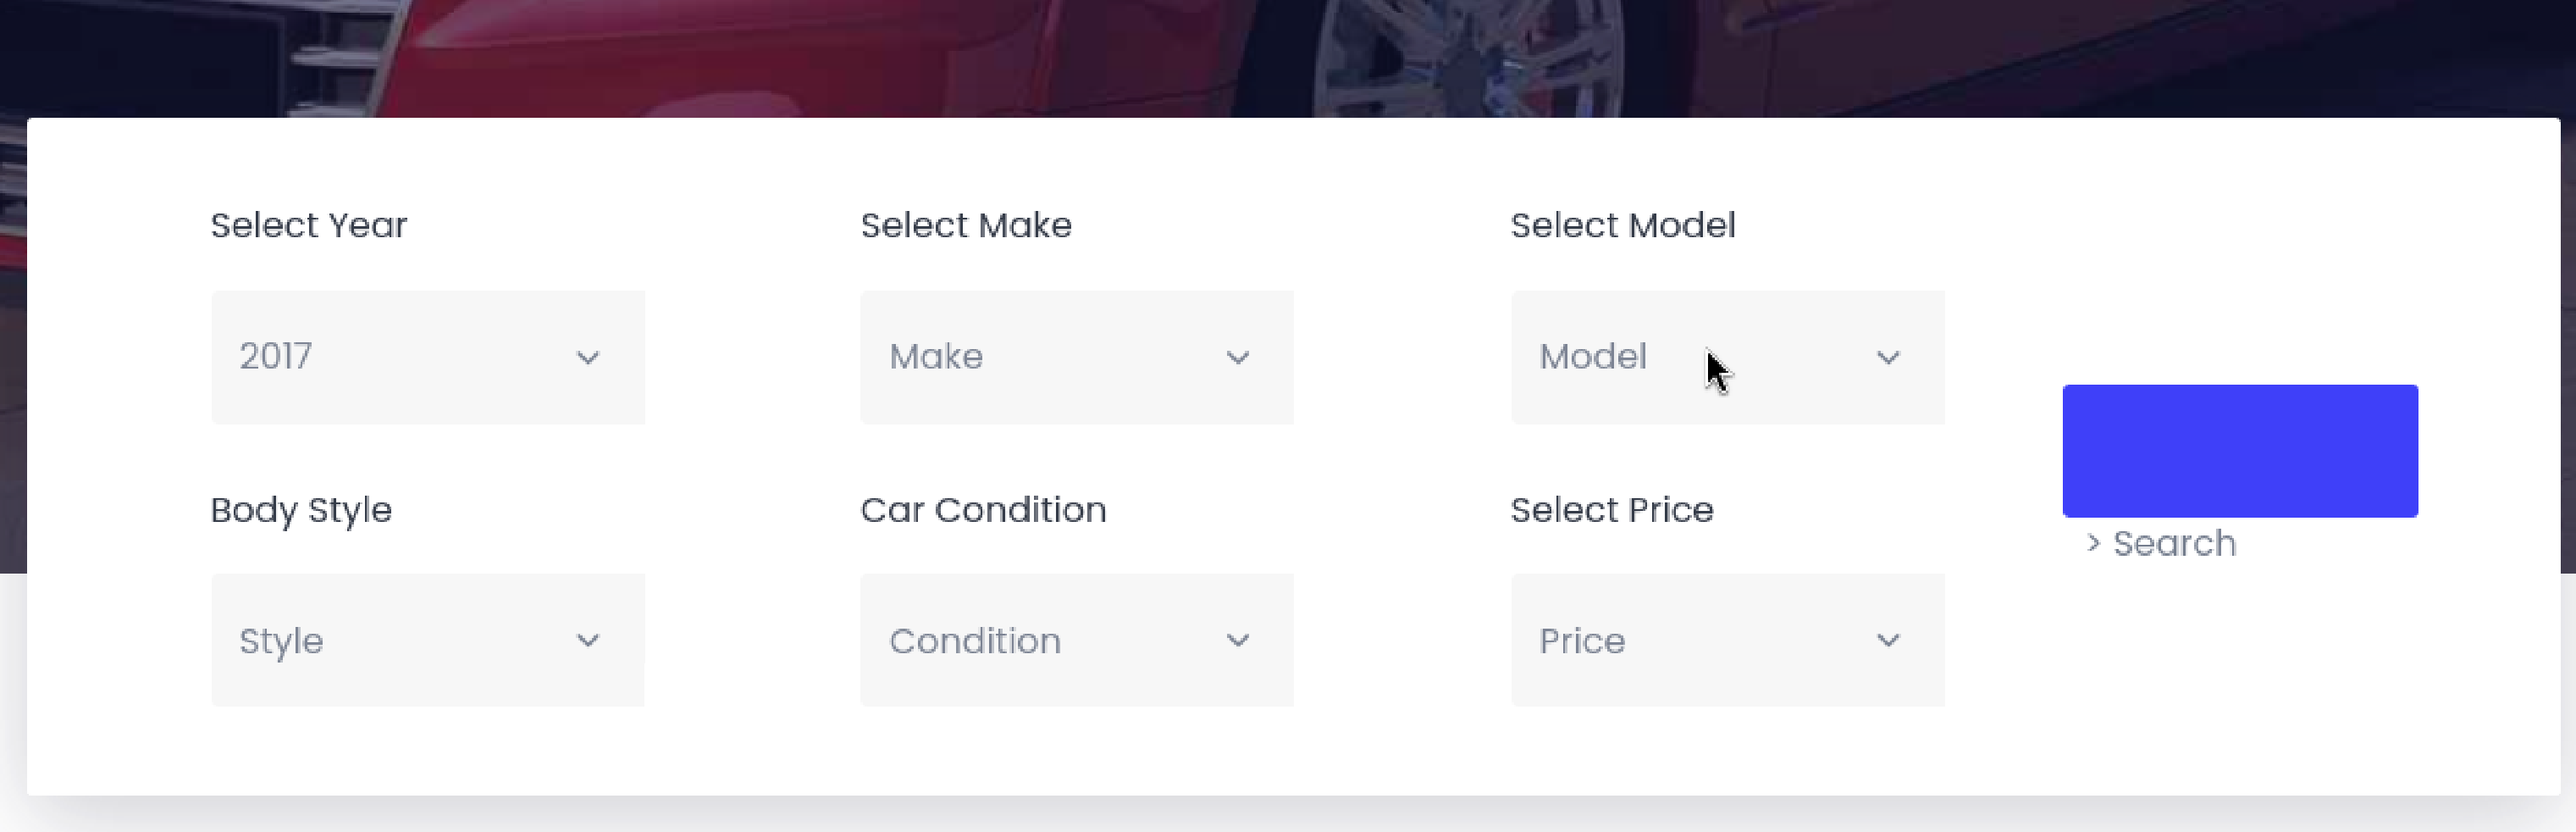 Select Year
Select Make
Select Model
2017
Make
Model
Body Style
Car Condition
Select Price
> Search
Style
Condition
Price